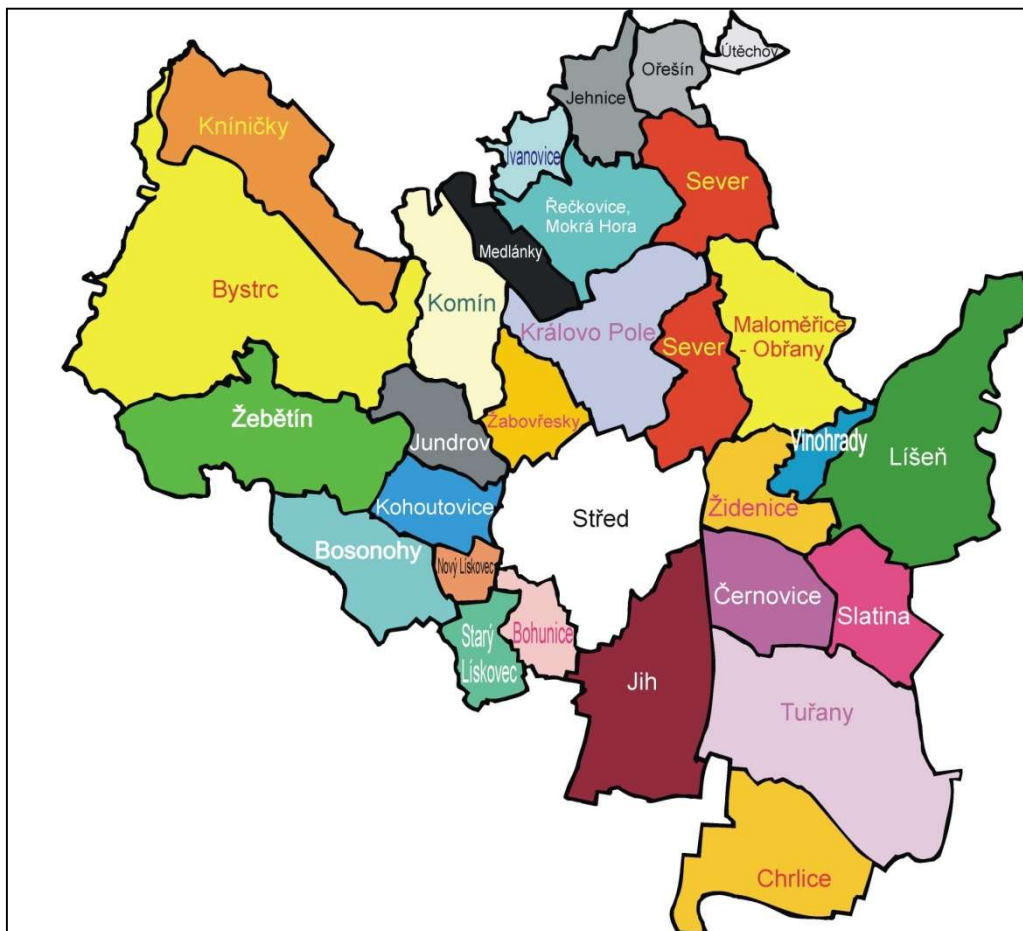 Útěchov
Ořešín
Jehnice
Kníničky
Ivanovice
Sever
Řečkovice,
Mokrá Hora
Medlánky
Bystrc
Komín
Královo Pole
Sever
Maloměřice
- Obřany
Žebětín
Žabovřesky
Jundrov
Vinohrady
Líšeň
Kohoutovice
Střed
Židenice
Bosonohy
Nový Lískovec
Černovice
Slatina
Starý
Lískovec
Bohunice
Jih
Tuřany
Chrlice